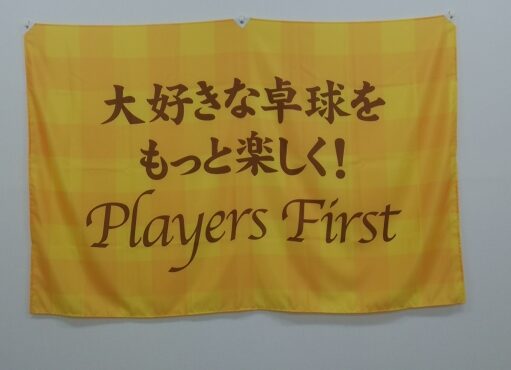 大好きな卓球を
もっと楽しく!
Players First